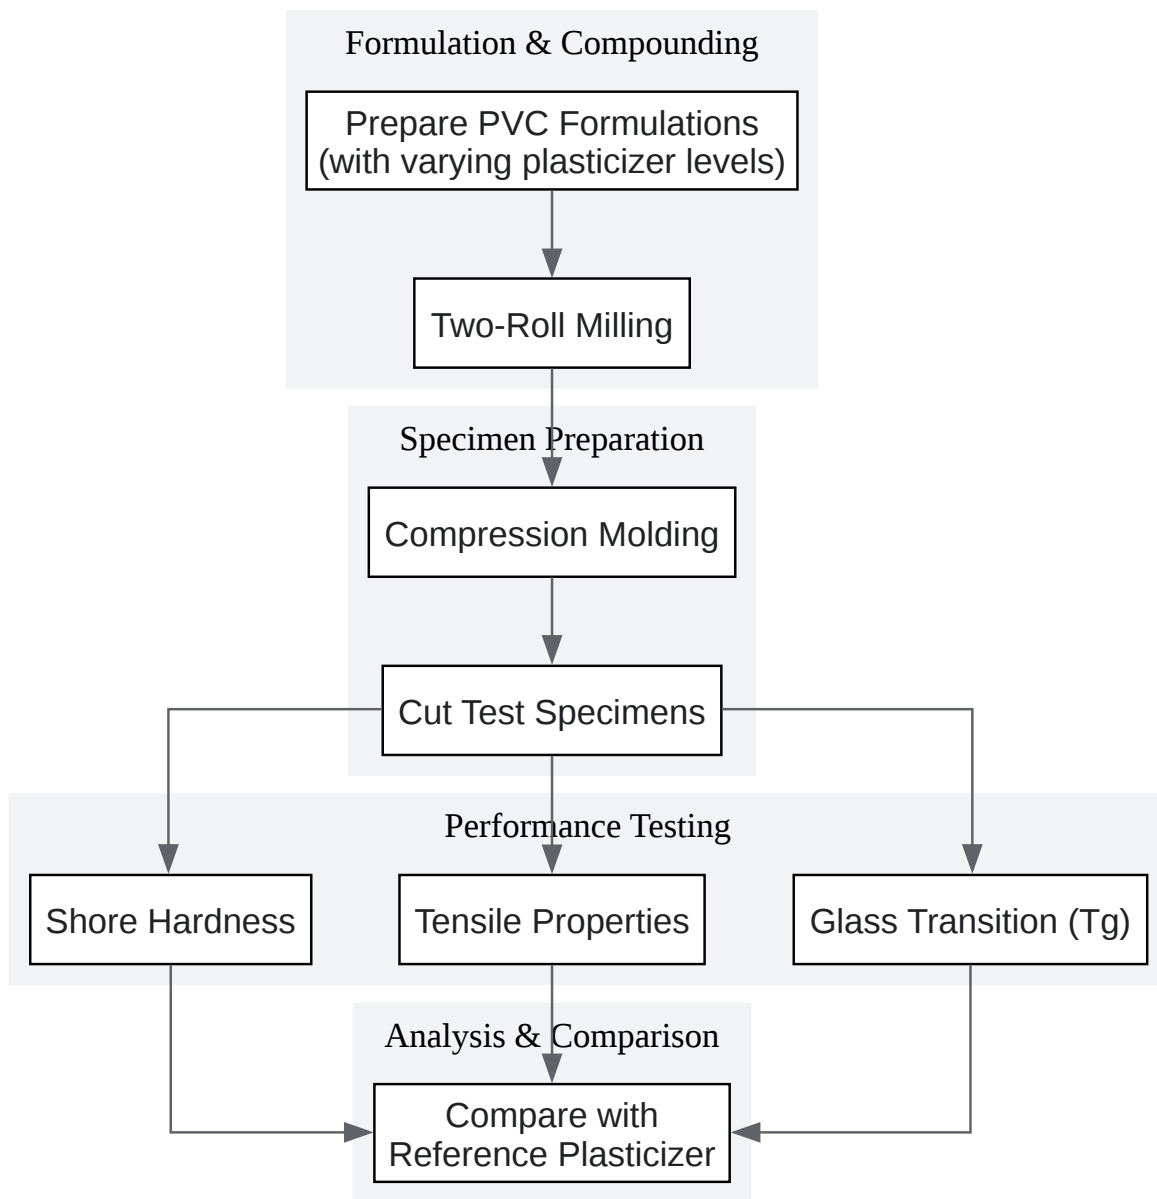 Formulation & Compounding
Prepare PVC Formulations
(with varying plasticizer levels)
Two-Roll Milling
Specimen Preparation
Compression Molding
Cut Test Specimens
Performance Testing
Shore Hardness
Tensile Properties
Glass Transition (Tg)
Analysis & Comparison
Compare with
Reference Plasticizer